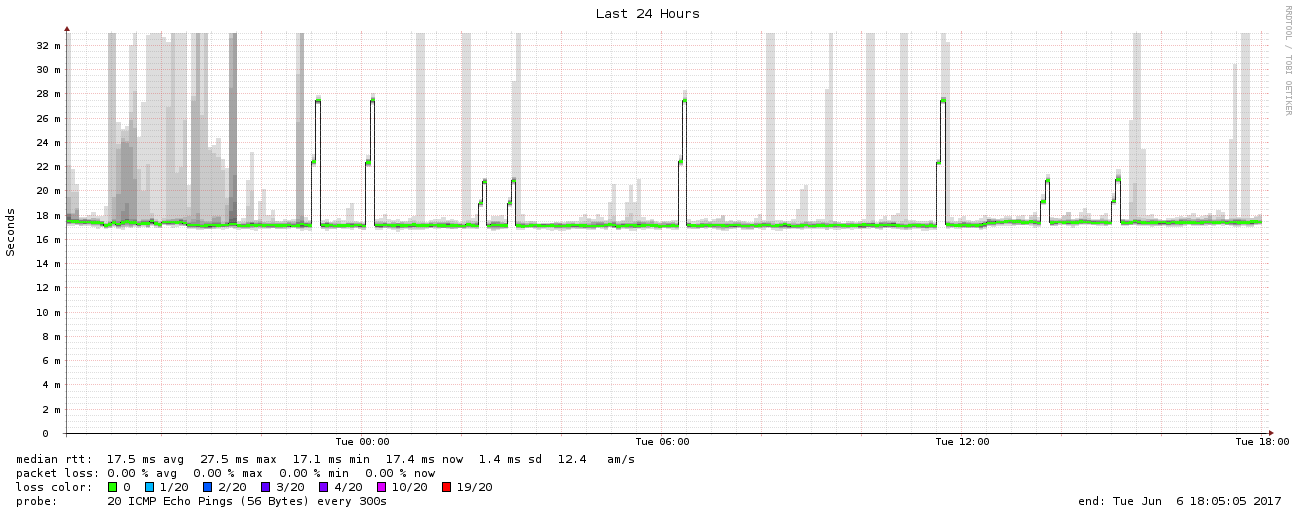 Last 24 Hours
RRDTOOL / TOBI OETIKER
Seconds
32 m
30 m
28 m
26 m
24 m
22 m
20 m
18 m
16 m
14 m
12 m
10 m
8 m
6 m
4 m
2 m
0
Tue 00:00 Tue 06:00 Tue 12:00 Tue 18:00
median rtt: 17.5 ms avg 27.5 ms max 17.1 ms min 17.4 ms now 1.4 ms sd 12.4 am/s
packet loss: 0.00 % avg 0.00 % max 0.00 % min 0.00 % now
loss color: 0 1/20 2/20 3/20 4/20 10/20 19/20
probe: 20 ICMP Echo Pings (56 Bytes) every 300s end: Tue Jun 6 18:05:05 2017